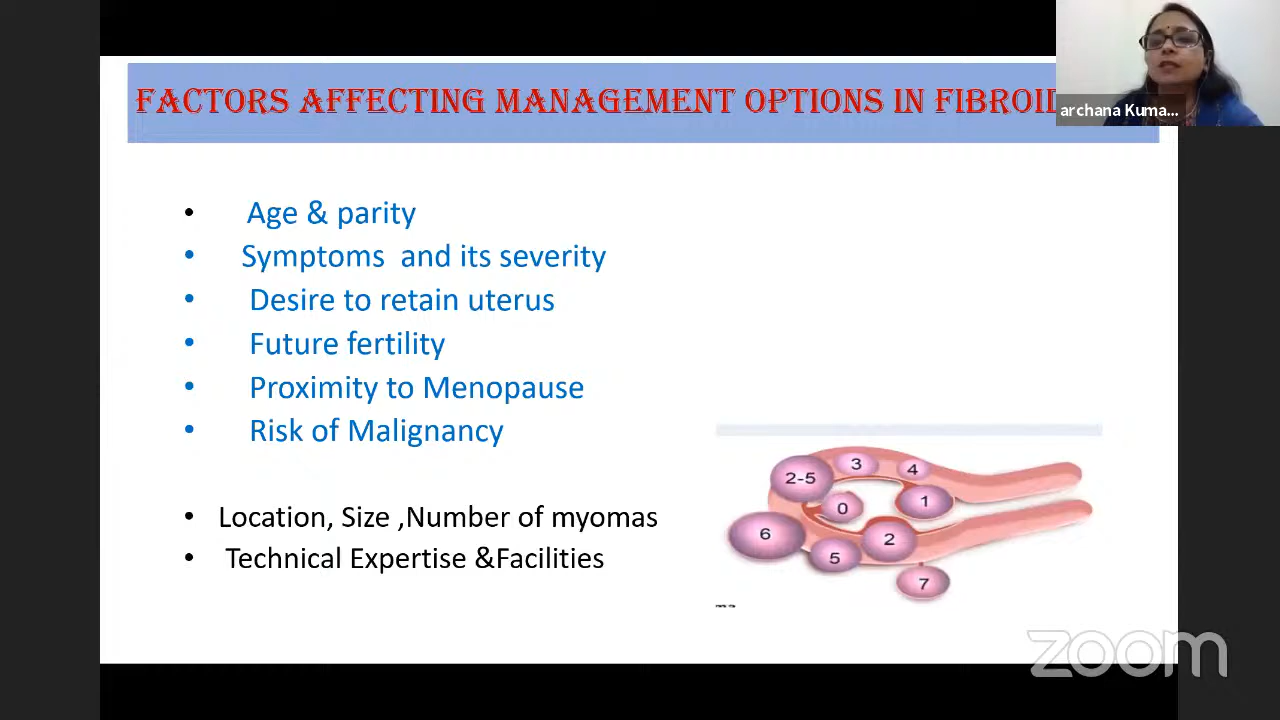 FACTORS AFFECTING MANAGEMENT OPTIONS IN FIBROID
archana Kuma...
• Age & parity
• Symptoms and its severity
• Desire to retain uterus
• Future fertility
• Proximity to Menopause
• Risk of Malignancy
• Location, Size ,Number of myomas
• Technical Expertise &Facilities
3
4
2-5
0
1
6
5
2
7
zoom